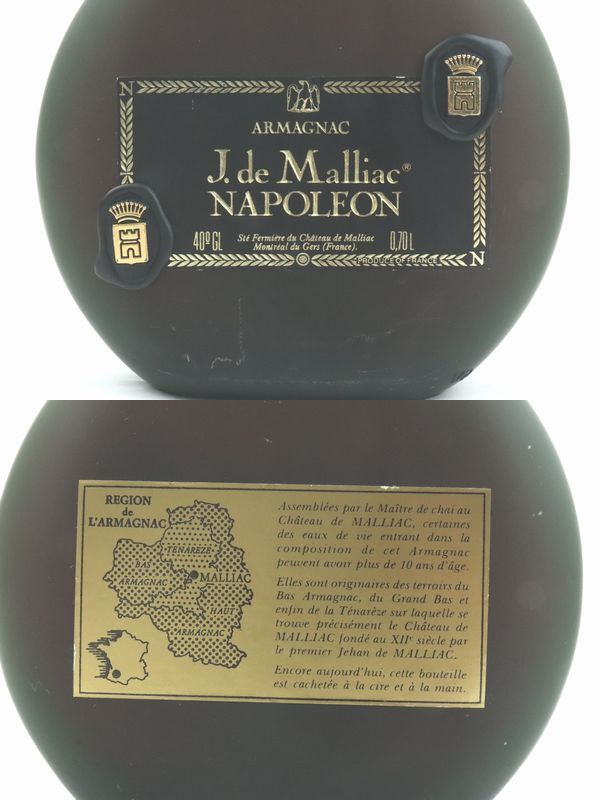 N
ARMAGNAC
J. de Malliac®
NAPOLEON
40º GL
Sté Fermière du Château de Malliac
Montréal du Gers (France).
0,70 L
PRODUCE OF FRANCE
N
REGION
de
L'ARMAGNAC
TENAREZE
BAS
ARMAGNAC
MALLIAC
HAUT
ARMAGNAC
Assemblées par le Maître de chai au
Château de MALLIAC, certaines
des eaux de vie entrant dans la
composition de cet Armagnac
peuvent avoir plus de 10 ans d'âge.
Elles sont originaires des terroirs du
Bas Armagnac, du Grand Bas et
enfin de la Ténarèze sur laquelle se
trouve précisément le Château de
MALLIAC fondé au XIIᵉ siècle par
le premier Jehan de MALLIAC.
Encore aujourd'hui, cette bouteille
est cachetée à la cire et à la main.